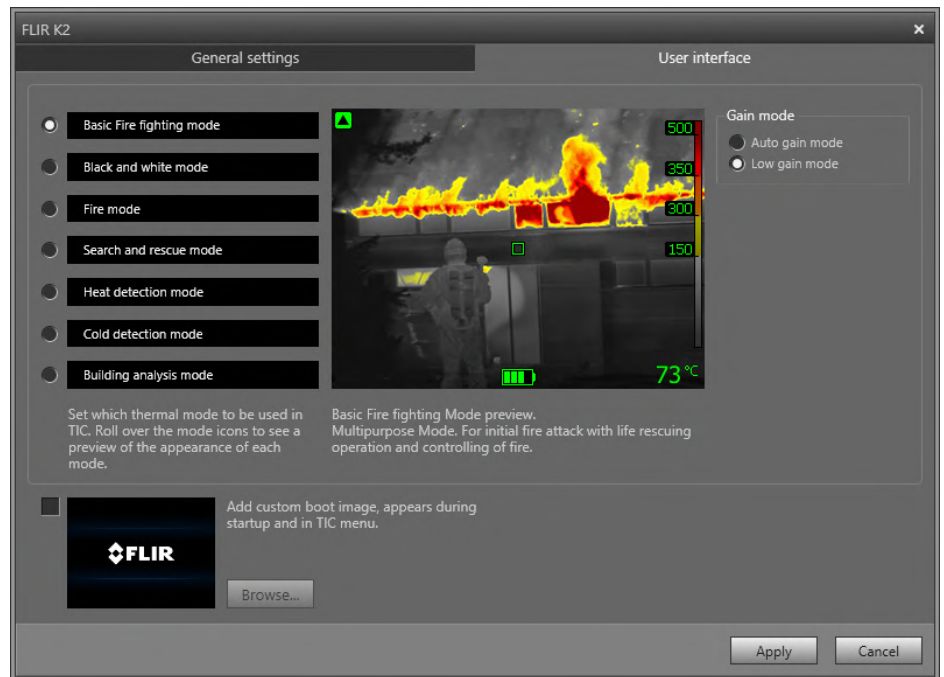 FLIR K2
General settings
User interface
Basic Fire fighting mode
Black and white mode
Fire mode
Search and rescue mode
Heat detection mode
Cold detection mode
Building analysis mode
Set which thermal mode to be used in
TIC. Roll over the mode icons to see a
preview of the appearance of each
mode.
500
350
300
150
73 °C
Basic Fire fighting Mode preview.
Multipurpose Mode. For initial fire attack with life rescuing
operation and controlling of fire.
Gain mode
Auto gain mode
Low gain mode
FLIR
Add custom boot image, appears during
startup and in TIC menu.
Browse...
Apply
Cancel